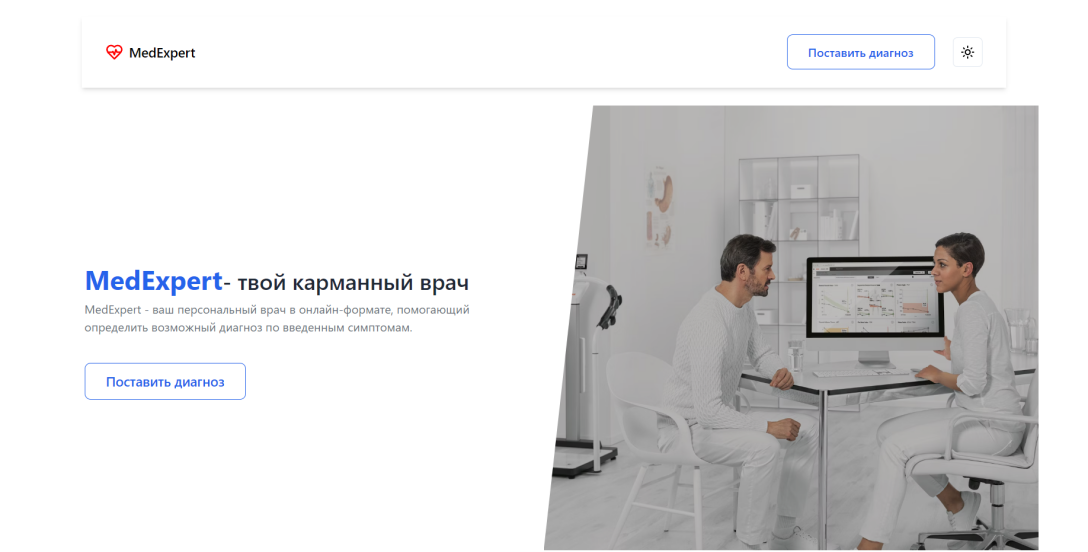 MedExpert
Поставить диагноз
MedExpert- твой карманный врач
MedExpert - ваш персональный врач в онлайн-формате, помогающий
определить возможный диагноз по введенным симптомам.
Поставить диагноз